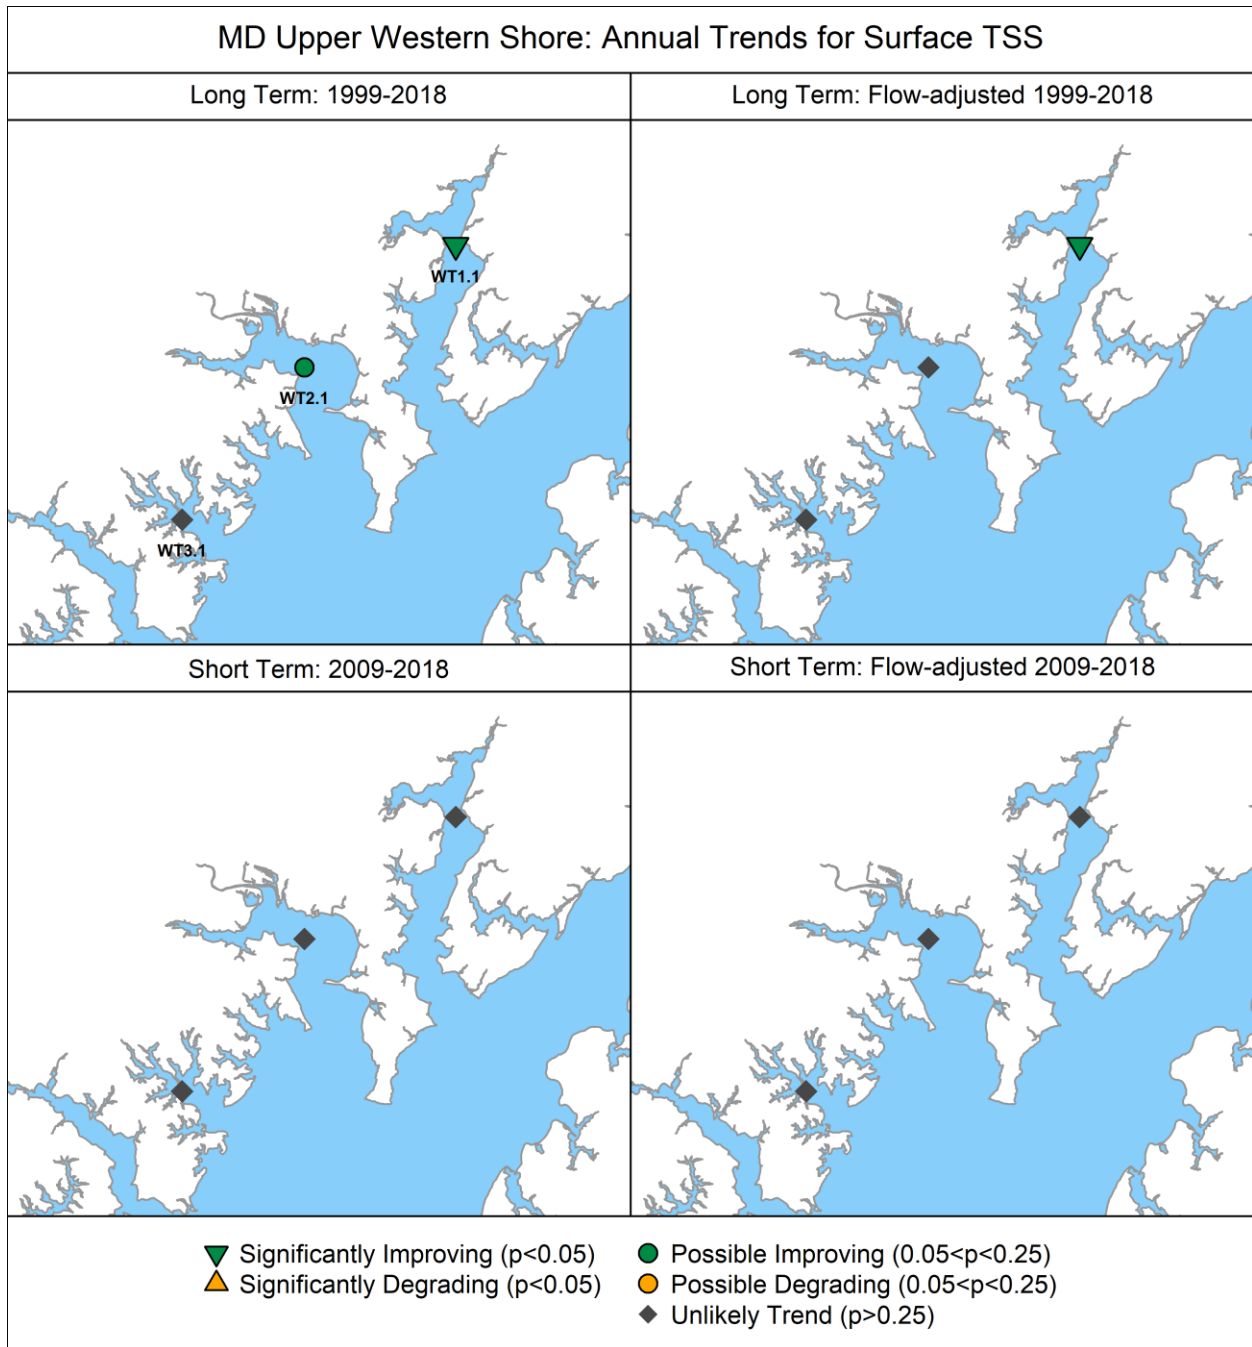 MD Upper Western Shore: Annual Trends for Surface TSS
Long Term: 1999-2018
Long Term: Flow-adjusted 1999-2018
WT1.1
WT2.1
WT3.1
Short Term: 2009-2018
Short Term: Flow-adjusted 2009-2018
Significantly Improving (p<0.05)
Possible Improving (0.05<p<0.25)
Significantly Degrading (p<0.05)
Possible Degrading (0.05<p<0.25)
Unlikely Trend (p>0.25)